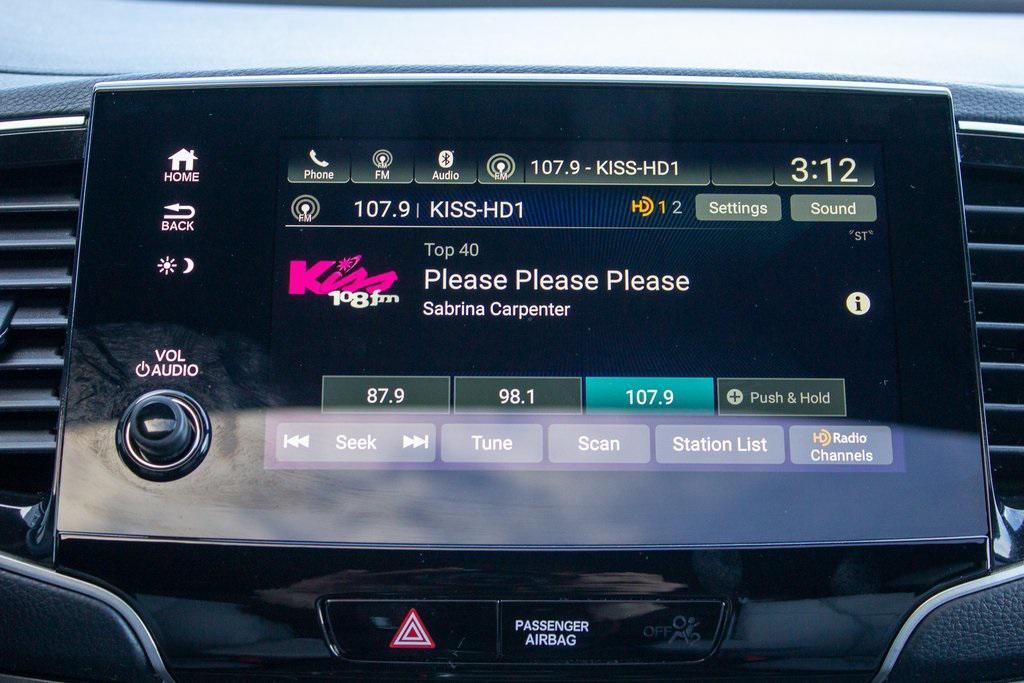 HOME
BACK
VOL
AUDIO
Phone
FM
FM
Audio
FM
107.9 - KISS-HD1
3:12
FM
107.9 | KISS-HD1
HD 1 2
Settings
Sound
"ST"
Kiss
108fm
Top 40
Please Please Please
Sabrina Carpenter
i
87.9
98.1
107.9
Push & Hold
Seek
Tune
Scan
Station List
HD Radio
Channels
PASSENGER
AIRBAG
OFF